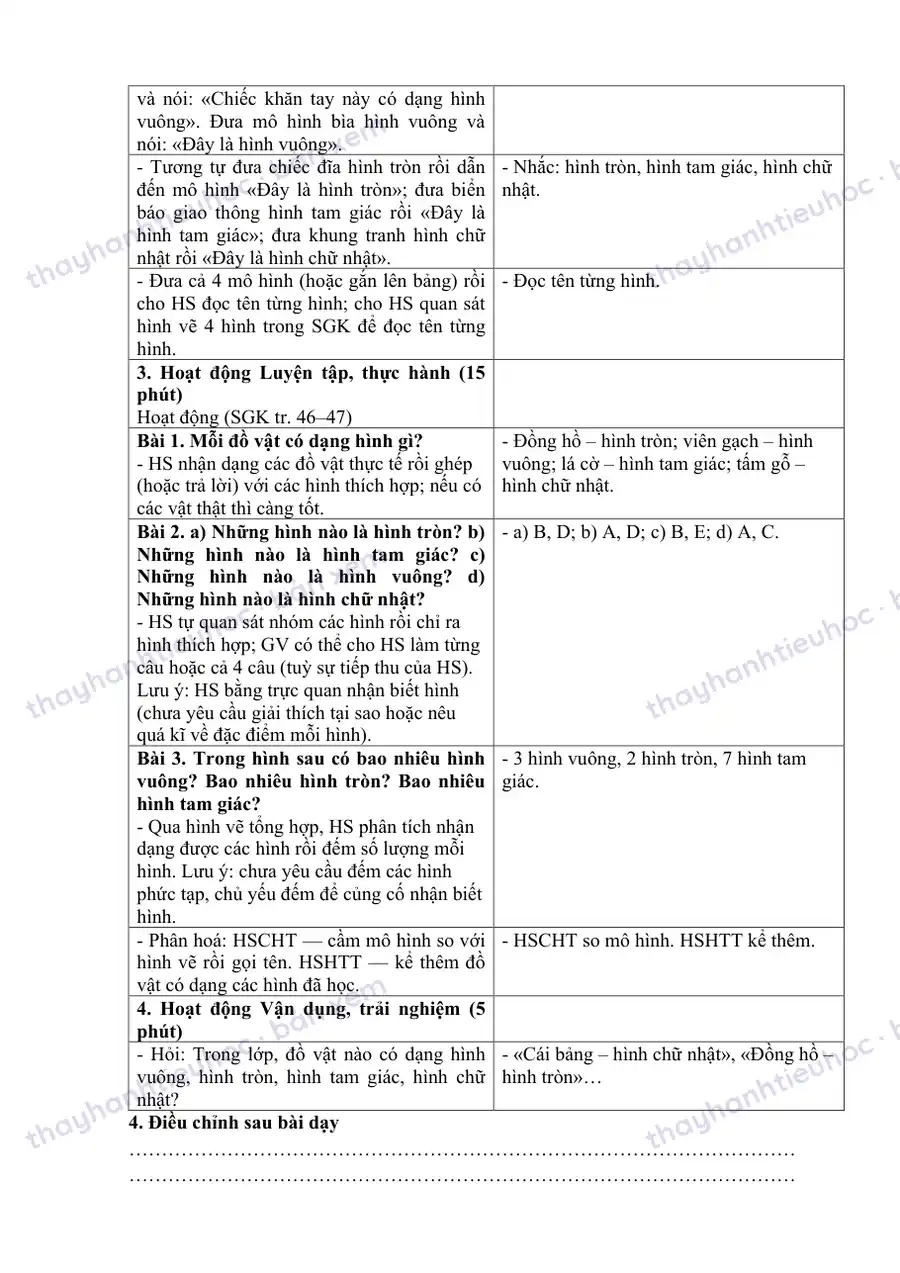 và nói: «Chiếc khăn tay này có dạng hình
vuông». Đưa mô hình bìa hình vuông và
nói: «Đây là hình vuông».
- Tương tự đưa chiếc đĩa hình tròn rồi dẫn
đến mô hình «Đây là hình tròn»; đưa biển
báo giao thông hình tam giác rồi «Đây là
hình tam giác»; đưa khung tranh hình chữ
nhật rồi «Đây là hình chữ nhật».
- Nhắc: hình tròn, hình tam giác, hình chữ
nhật.
- Đưa cả 4 mô hình (hoặc gắn lên bảng) rồi
cho HS đọc tên từng hình; cho HS quan sát
hình vẽ 4 hình trong SGK để đọc tên từng
hình.
- Đọc tên từng hình.
3. Hoạt động Luyện tập, thực hành (15
phút)
Hoạt động (SGK tr. 46–47)
Bài 1. Mỗi đồ vật có dạng hình gì?
- HS nhận dạng các đồ vật thực tế rồi ghép
(hoặc trả lời) với các hình thích hợp; nếu có
các vật thật thì càng tốt.
- Đồng hồ – hình tròn; viên gạch – hình
vuông; lá cờ – hình tam giác; tấm gỗ –
hình chữ nhật.
Bài 2. a) Những hình nào là hình tròn? b)
Những hình nào là hình tam giác? c)
Những hình nào là hình vuông? d)
Những hình nào là hình chữ nhật?
- HS tự quan sát nhóm các hình rồi chỉ ra
hình thích hợp; GV có thể cho HS làm từng
câu hoặc cả 4 câu (tuỳ sự tiếp thu của HS).
Lưu ý: HS bằng trực quan nhận biết hình
(chưa yêu cầu giải thích tại sao hoặc nêu
quá kĩ về đặc điểm mỗi hình).
- a) B, D; b) A, D; c) B, E; d) A, C.
Bài 3. Trong hình sau có bao nhiêu hình
vuông? Bao nhiêu hình tròn? Bao nhiêu
hình tam giác?
- Qua hình vẽ tổng hợp, HS phân tích nhận
dạng được các hình rồi đếm số lượng mỗi
hình. Lưu ý: chưa yêu cầu đếm các hình
phức tạp, chủ yếu đếm để củng cố nhận biết
hình.
- 3 hình vuông, 2 hình tròn, 7 hình tam
giác.
- Phân hoá: HSCHT — cầm mô hình so với
hình vẽ rồi gọi tên. HSHTT — kể thêm đồ
vật có dạng các hình đã học.
- HSCHT so mô hình. HSHTT kể thêm.
4. Hoạt động Vận dụng, trải nghiệm (5
phút)
- Hỏi: Trong lớp, đồ vật nào có dạng hình
vuông, hình tròn, hình tam giác, hình chữ
nhật?
- «Cái bảng – hình chữ nhật», «Đồng hồ –
hình tròn»…
4. Điều chỉnh sau bài dạy
……………………………………………………………………………………………
……………………………………………………………………………………………
thayhanhtieuhoc · bản xem
thayhanhtieuhoc · b
thayhanhtieuhoc · bản xem
thayhanhtieuhoc · b
thayhanhtieuhoc · bản xem
thayhanhtieuhoc · b